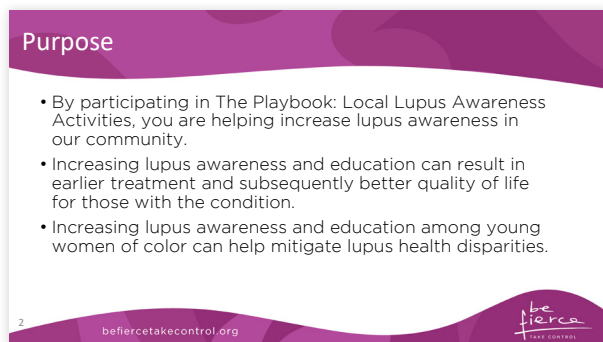 Purpose
• By participating in The Playbook: Local Lupus Awareness
Activities, you are helping increase lupus awareness in
our community.
• Increasing lupus awareness and education can result in
earlier treatment and subsequently better quality of life
for those with the condition.
• Increasing lupus awareness and education among young
women of color can help mitigate lupus health disparities.
2
befiercetakecontrol.org
be
fierce
TAKE CONTROL